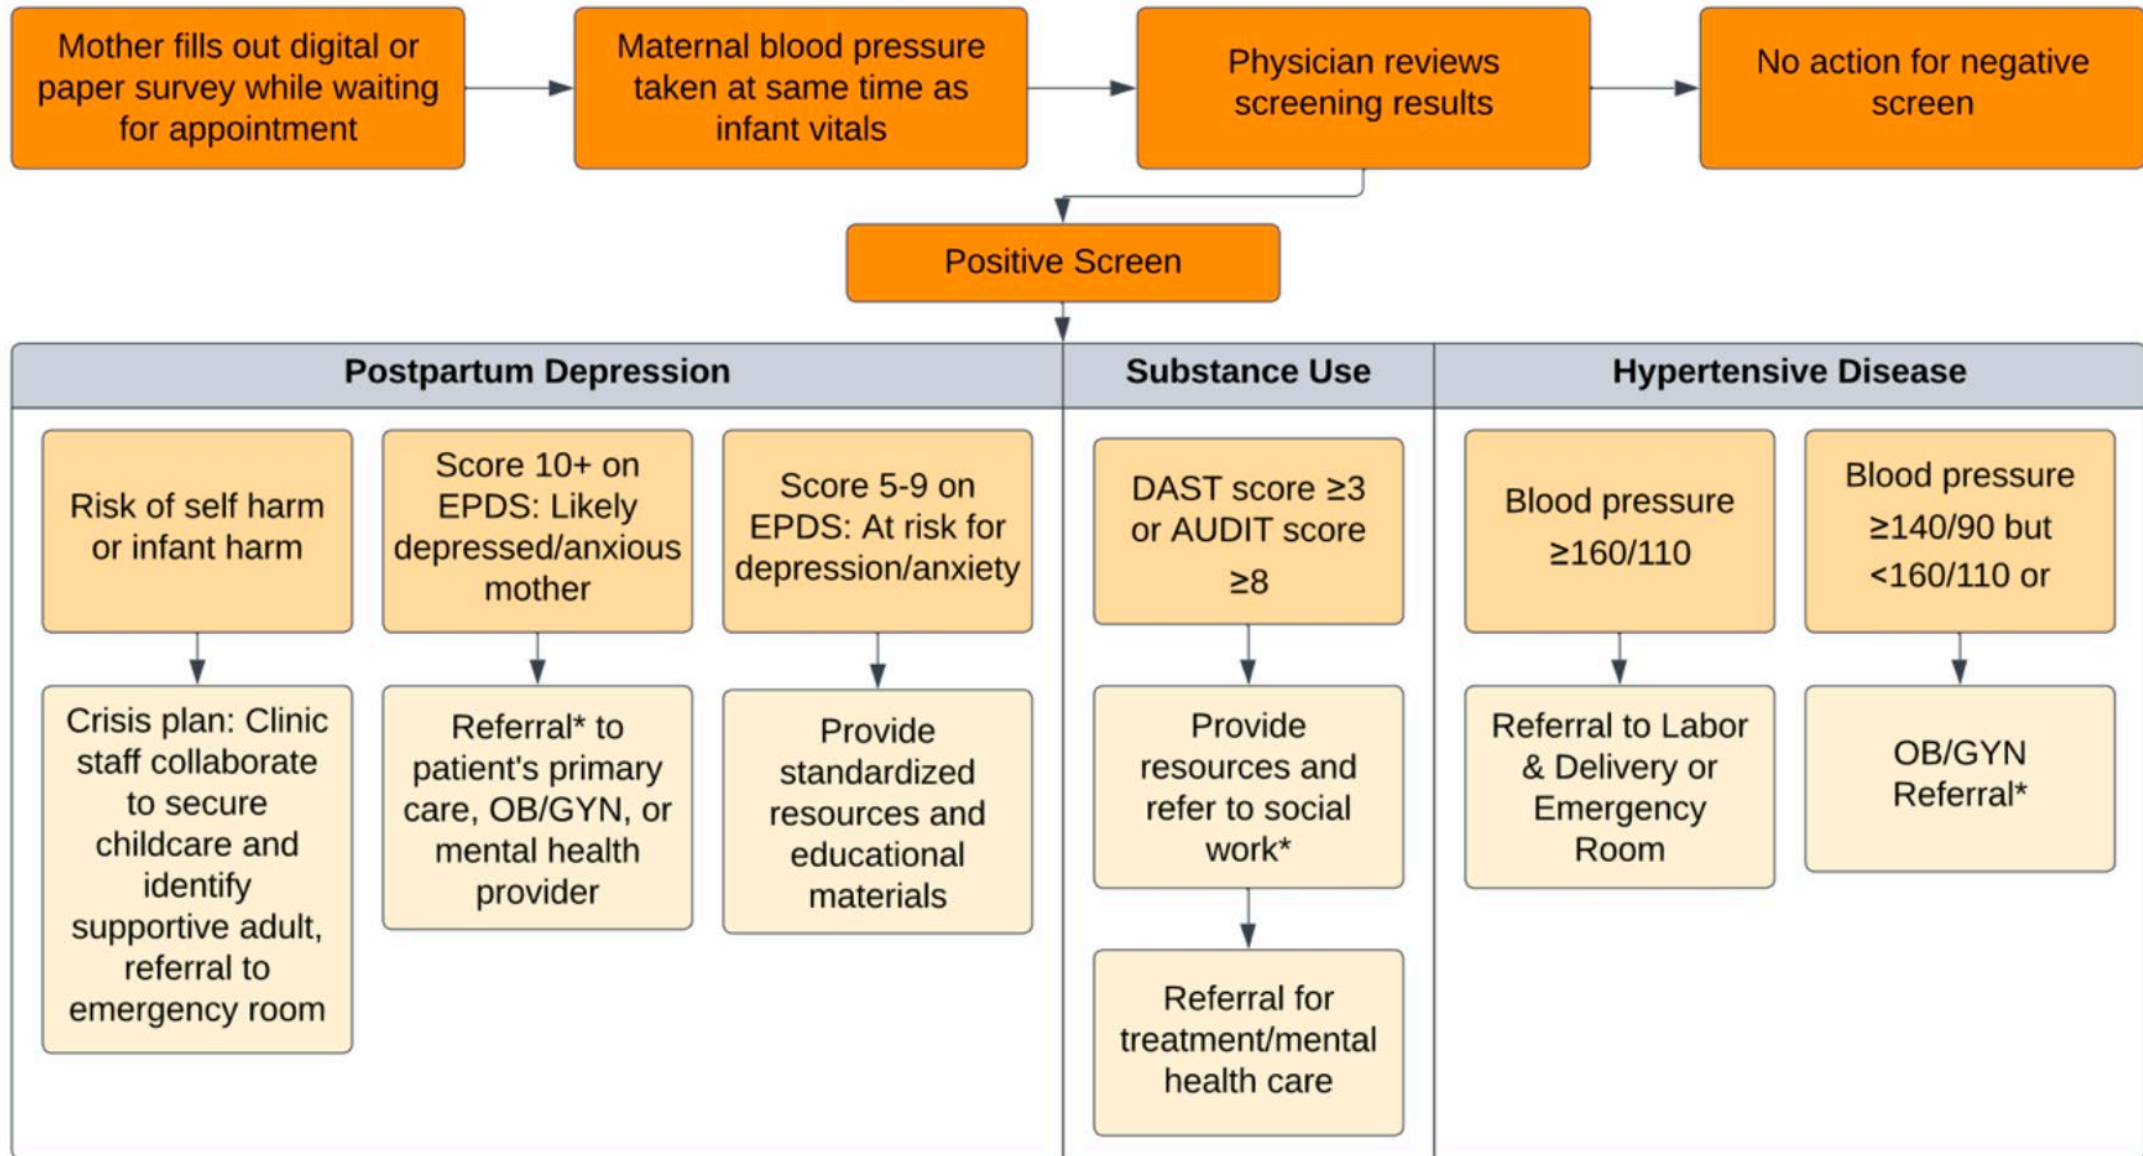 Mother fills out digital or
paper survey while waiting
for appointment
Maternal blood pressure
taken at same time as
infant vitals
Physician reviews
screening results
No action for negative
screen
Positive Screen
Postpartum Depression
Risk of self harm
or infant harm
Crisis plan: Clinic
staff collaborate
to secure
childcare and
identify
supportive adult,
referral to
emergency room
Score 10+ on
EPDS: Likely
depressed/anxious
mother
Referral* to
patient's primary
care, OB/GYN, or
mental health
provider
Score 5-9 on
EPDS: At risk for
depression/anxiety
Provide
standardized
resources and
educational
materials
Substance Use
DAST score ≥3
or AUDIT score
≥8
Provide
resources and
refer to social
work*
Referral for
treatment/mental
health care
Hypertensive Disease
Blood pressure
≥160/110
Referral to Labor
& Delivery or
Emergency
Room
Blood pressure
≥140/90 but
<160/110 or
OB/GYN
Referral*